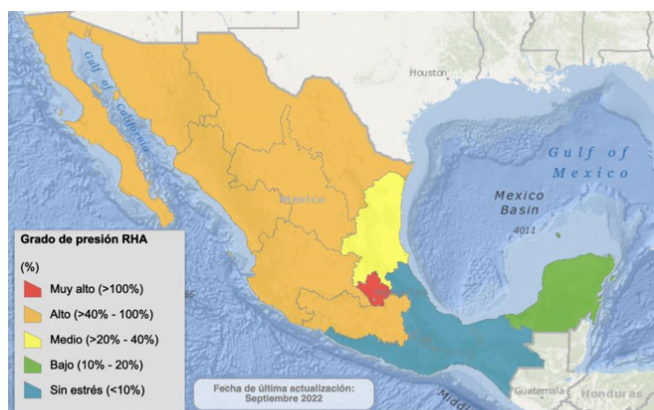 Houston
Gulf of
California
Gulf of
Mexico
Mexico
Mexico
Basin
4011
Grado de presión RHA
(%)
Muy alto (>100%)
Alto (>40% - 100%)
Medio (>20% - 40%)
Bajo (10% - 20%)
Sin estrés (<10%)
Fecha de última actualización:
Septiembre 2022
Guatemala
Honduras
Middle